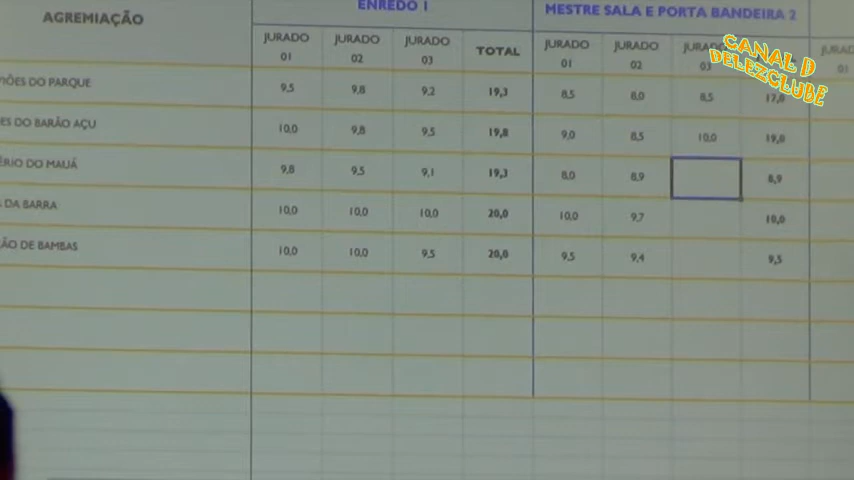 AGREMIAÇÃO ENREDO 1 MESTRE SALA E PORTA BANDEIRA 2
JURADO 01 JURADO 02 JURADO 03 TOTAL JURADO 01 JURADO 02 JURADO 03 JURAD 01
CANAL D
DELEZCLUBE
IÕES DO PARQUE 9,5 9,8 9,2 19,3 8,5 8,0 8,5 17,0
ES DO BARÃO AÇU 10,0 9,8 9,5 19,8 9,0 8,5 10,0 19,0
ÉRIO DO MAUÁ 9,8 9,5 9,1 19,3 8,0 8,9 8,9
DA BARRA 10,0 10,0 10,0 20,0 10,0 9,7 10,0
ÃO DE BAMBAS 10,0 10,0 9,5 20,0 9,5 9,4 9,5